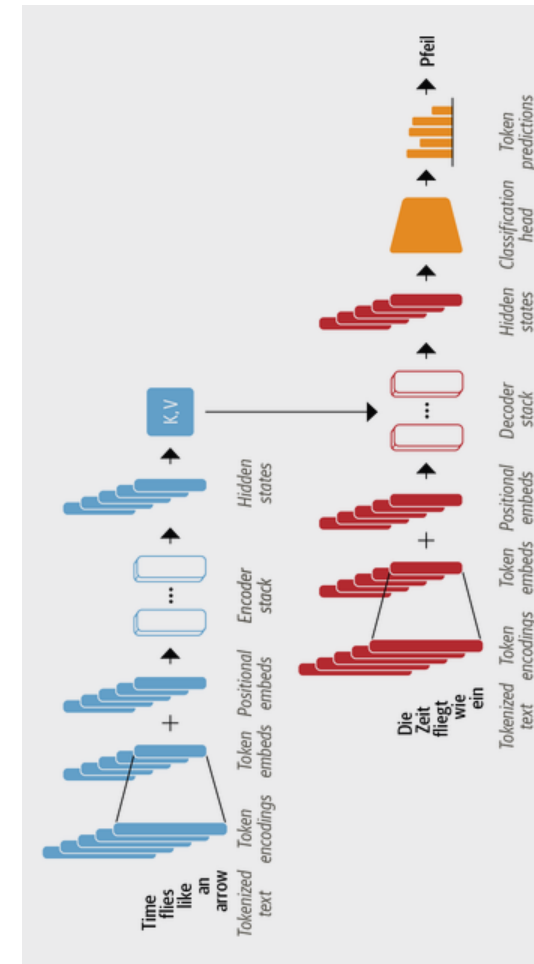 Time
flies
like
an
arrow
Tokenized
text
Token
encodings
Token
embeds
+
Positional
embeds
...
Encoder
stack
Hidden
states
K,V
Die
Zeit
fliegt
wie
ein
Tokenized
text
Token
encodings
Token
embeds
+
Positional
embeds
...
Decoder
stack
Hidden
states
Classification
head
Token
predictions
Pfeil